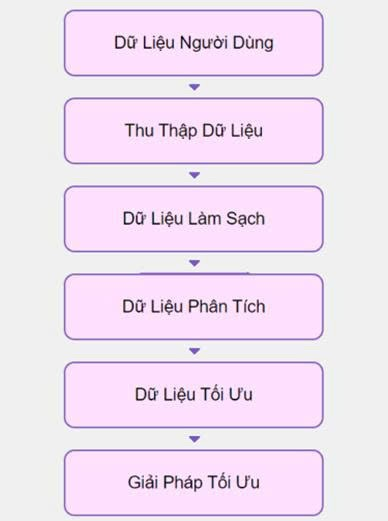 Dữ Liệu Người Dùng
Thu Thập Dữ Liệu
Dữ Liệu Làm Sạch
Dữ Liệu Phân Tích
Dữ Liệu Tối Ưu
Giải Pháp Tối Ưu